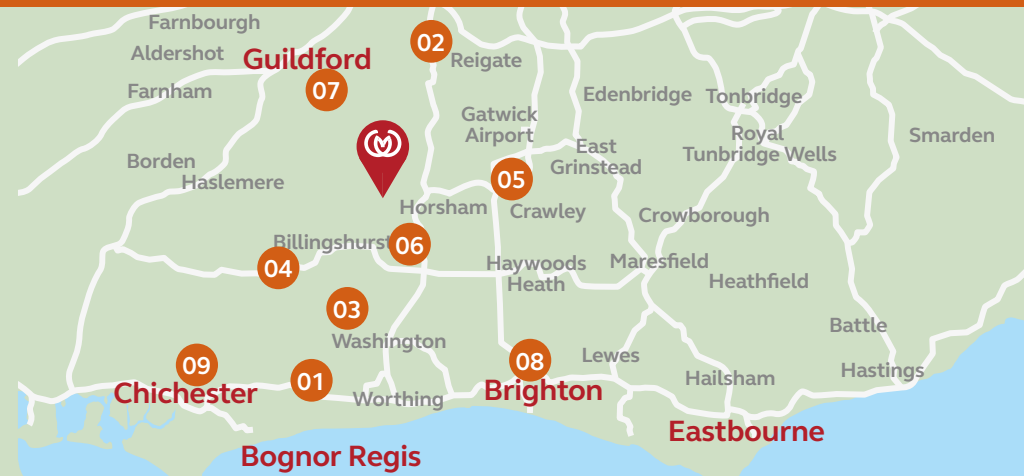 Farnbourgh
02
Aldershot
Guildford
Reigate
07
Farnham
Edenbridge
Tonbridge
Gatwick
Airport
Royal
Tunbridge Wells
Smarden
East
Grinstead
Borden
Haslemere
05
Horsham
Crawley
Crowborough
Billingshurst
06
04
Haywoods
Heath
Maresfield
Heathfield
03
Washington
Battle
09
01
08
Lewes
Hastings
Chichester
Worthing
Brighton
Hailsham
Eastbourne
Bognor Regis